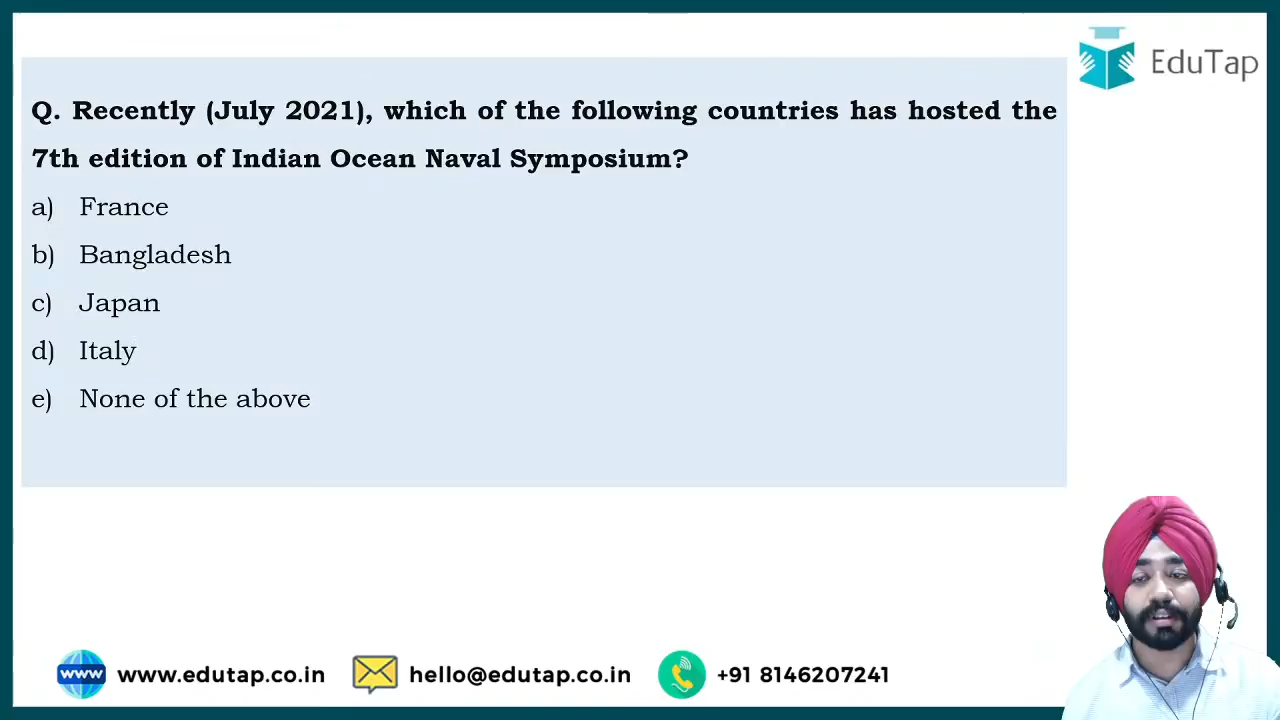 EduTap
Q. Recently (July 2021), which of the following countries has hosted the
7th edition of Indian Ocean Naval Symposium?
a) France
b) Bangladesh
c) Japan
d) Italy
e) None of the above
www www.edutap.co.in hello@edutap.co.in +91 8146207241